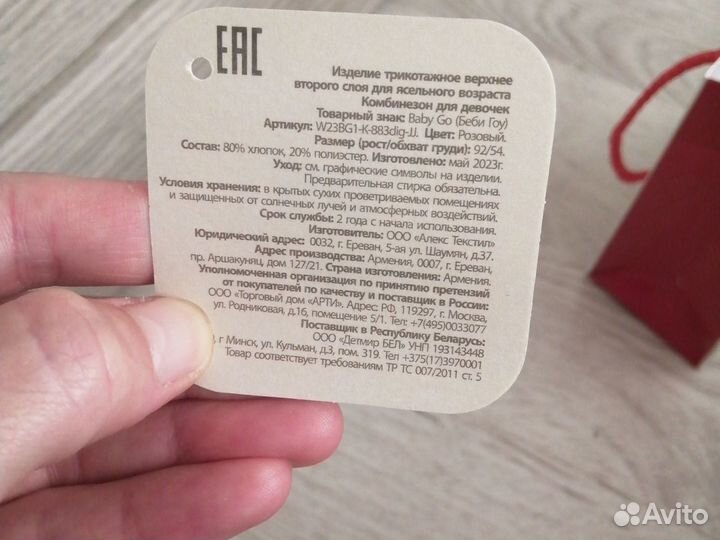 EAC
Изделие трикотажное верхнее
второго слоя для ясельного возраста
Комбинезон для девочек
Товарный знак: Baby Go (Беби Гоу)
Артикул: W23BG1-K-883dig-JJ. Цвет: Розовый.
Размер (рост/обхват груди): 92/54.
Состав: 80% хлопок, 20% полиэстер. Изготовлено: май 2023г.
Уход: см. графические символы на изделии.
Предварительная стирка обязательна.
Условия хранения: в крытых сухих проветриваемых помещениях
и защищенных от солнечных лучей и атмосферных воздействий.
Срок службы: 2 года с начала использования.
Изготовитель: ООО «Алекс Текстил»
Юридический адрес: 0032, г. Ереван, 5-ая ул. Шаумян, д.37.
Адрес производства: Армения, 0007, г. Ереван,
пр. Аршакуняц, дом 127/21. Страна изготовления: Армения.
Уполномоченная организация по принятию претензий
от покупателя по качеству и поставщик в России:
ООО «Торговый дом «АРТИ». Адрес: РФ, 119297, г. Москва,
ул. Родниковая, д.16, помещение 5/1. Тел: +7(495)0033077
Поставщик в Республику Беларусь:
ООО «Детмир БЕЛ» УНП 193143448
г Минск, ул. Кульман, д.3, пом. 319. Тел +375(17)3970001
Товар соответствует требованиям ТР ТС 007/2011 ст. 5
Avito